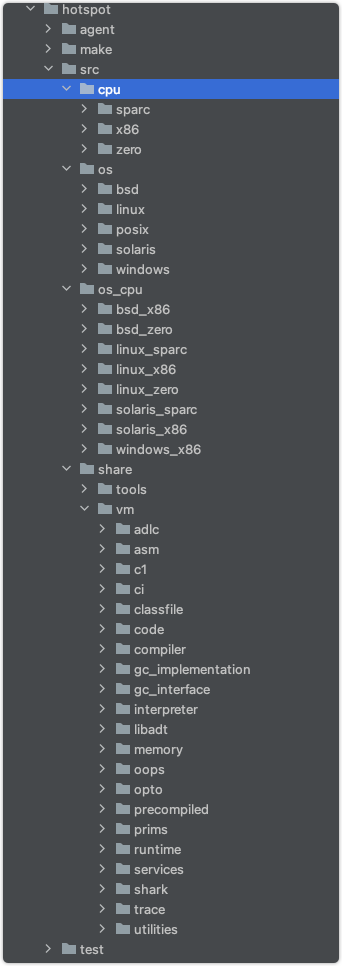 hotspot
agent
make
src
cpu
sparc
x86
zero
os
bsd
linux
posix
solaris
windows
os_cpu
bsd_x86
bsd_zero
linux_sparc
linux_x86
linux_zero
solaris_sparc
solaris_x86
windows_x86
share
tools
vm
adlc
asm
c1
ci
classfile
code
compiler
gc_implementation
gc_interface
interpreter
libadt
memory
oops
opto
precompiled
prims
runtime
services
shark
trace
utilities
test